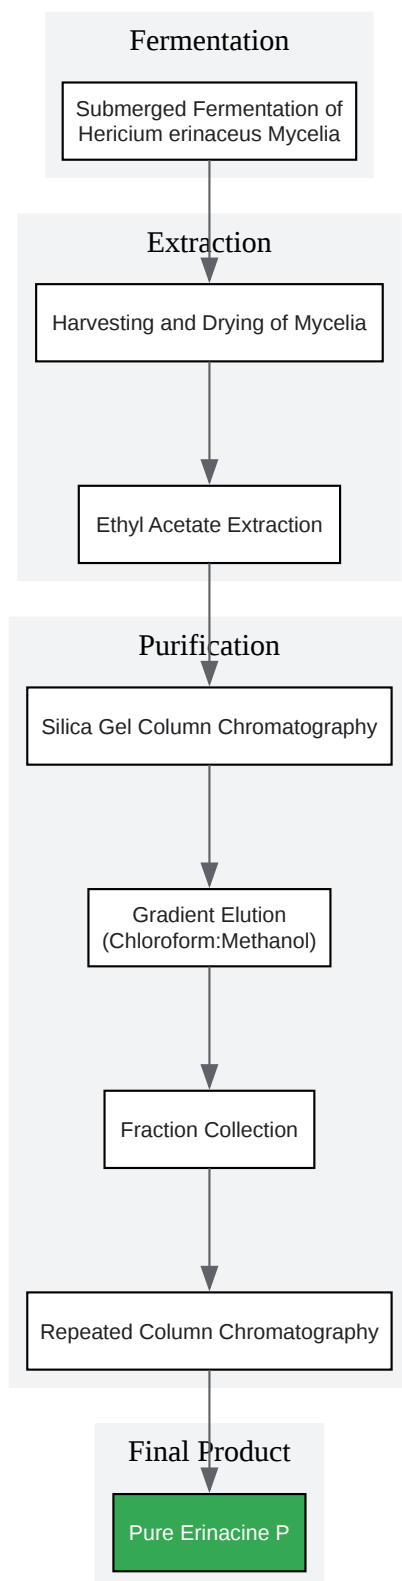 Fermentation
Submerged Fermentation of
Hericium erinaceus Mycelia
Extraction
Harvesting and Drying of Mycelia
Ethyl Acetate Extraction
Purification
Silica Gel Column Chromatography
Gradient Elution
(Chloroform:Methanol)
Fraction Collection
Repeated Column Chromatography
Final Product
Pure Erinacine P